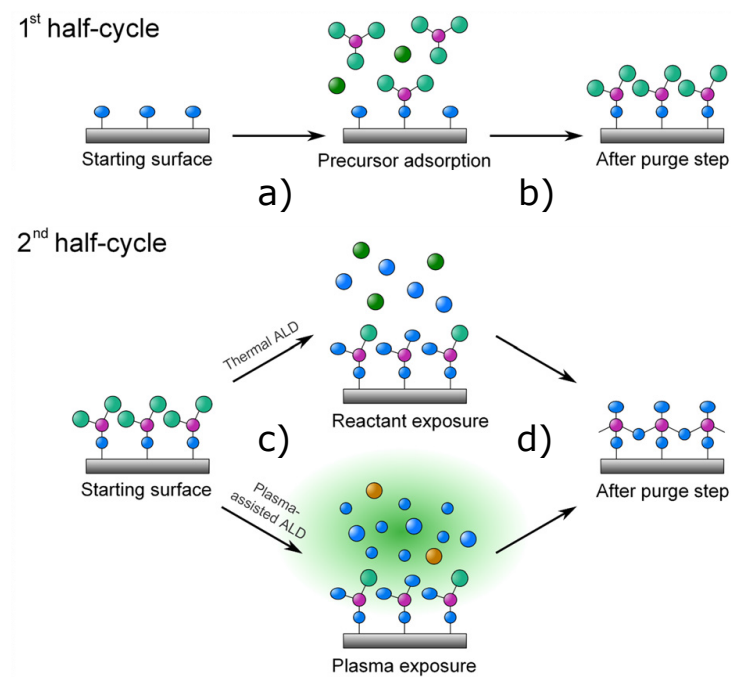 1st half-cycle
Starting surface
Precursor adsorption
After purge step
a)
b)
2nd half-cycle
Thermal ALD
Reactant exposure
c)
d)
Starting surface
After purge step
Plasma-
assisted ALD
Plasma exposure